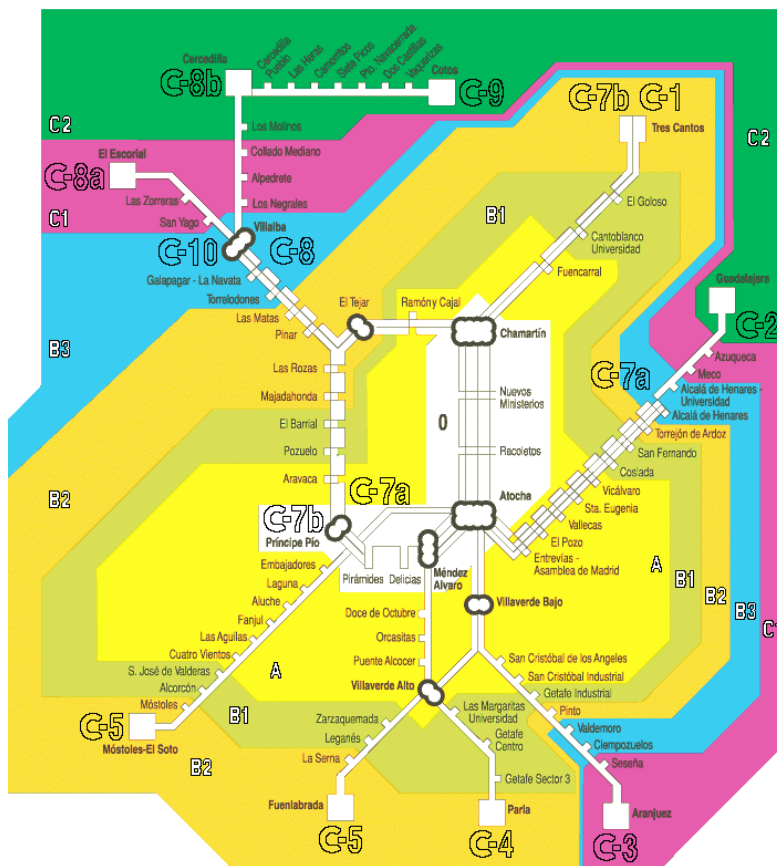 Cercedilla
C-8b
Cercedilla
Pueblo
Las Heras
Camorritos
Siete Picos
Pto. Navacerrada
Dos Castillas
Vaquerizas
Cotos
C-9
C-7b C-1
Tres Cantos
C2
Los Molinos
C2
El Escorial
Collado Mediano
C-8a
Alpedrete
Las Zorreras
Los Negrales
C1
San Yago
Villalba
B1
El Goloso
Cantoblanco
Universidad
C-10
C-8
Fuencarral
Galapagar - La Navata
Torrelodones
Guadalajara
El Tejar
Ramón y Cajal
Las Matas
Chamartín
C-2
Pinar
B3
Azuqueca
Las Rozas
Meco
C-7a
Majadahonda
Nuevos
Ministerios
Alcalá de Henares -
Universidad
Alcalá de Henares
El Barrial
0
Torrejón de Ardoz
Pozuelo
Recoletos
San Fernando
Coslada
B2
Aravaca
C-7a
Atocha
Vicálvaro
Sta. Eugenia
C-7b
Vallecas
Príncipe Pío
El Pozo
Entrevías -
Asamblea de Madrid
Embajadores
Pirámides
Delicias
Méndez
Alvaro
A
B1
B2
B3
C1
Laguna
Aluche
Villaverde Bajo
Fanjul
Doce de Octubre
Las Aguilas
Orcasitas
Cuatro Vientos
Puente Alcocer
San Cristóbal de los Angeles
S. José de Valderas
A
San Cristóbal Industrial
Alcorcón
Villaverde Alto
Getafe Industrial
Móstoles
B1
Las Margaritas
Universidad
Pinto
C-5
Zarzaquemada
Valdemoro
Móstoles-El Soto
Leganés
Getafe
Centro
Ciempozuelos
B2
La Serna
Seseña
Getafe Sector 3
Fuenlabrada
Parla
Aranjuez
C-5
C-4
C-3